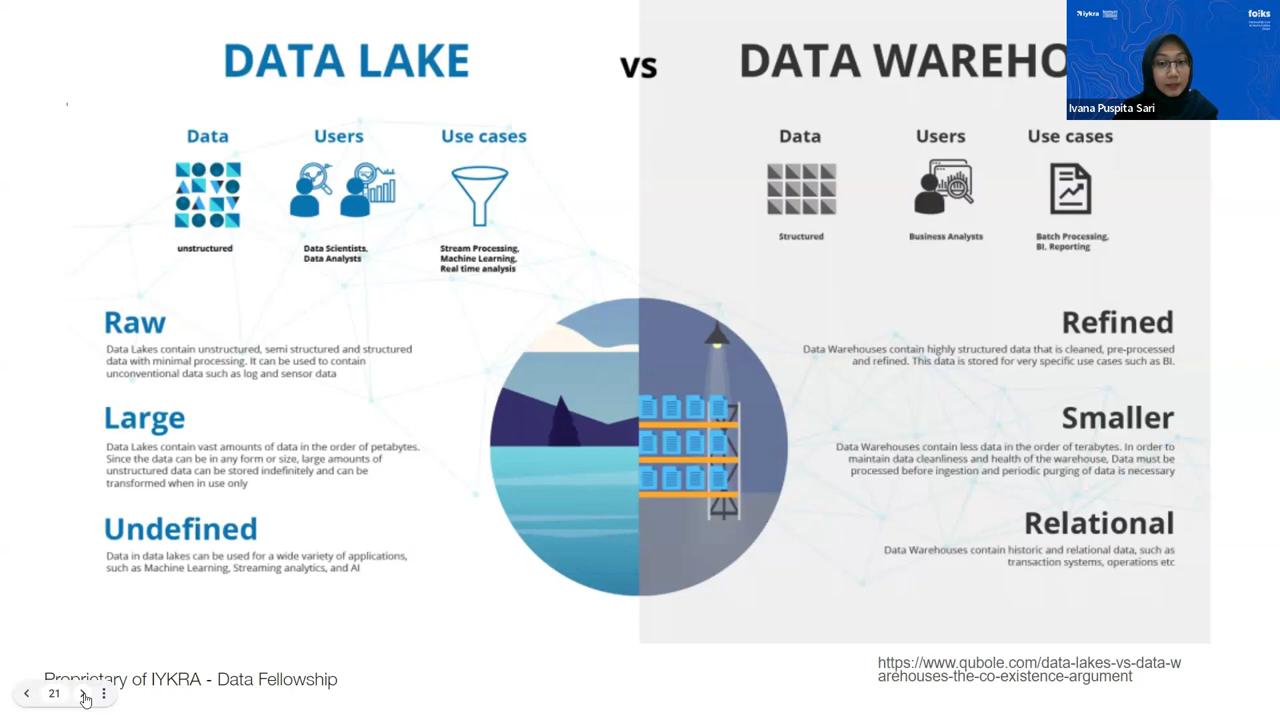 DATA LAKE
vs
DATA WAREHO
iykra
foiks
Ivana Puspita Sari
Data
Users
Use cases
unstructured
Data Scientists,
Data Analysts
Stream Processing,
Machine Learning,
Real time analysis
Data
Users
Use cases
Structured
Business Analysts
Batch Processing,
BI, Reporting
Raw
Data Lakes contain unstructured, semi structured and structured
data with minimal processing. It can be used to contain
unconventional data such as log and sensor data
Large
Data Lakes contain vast amounts of data in the order of petabytes.
Since the data can be in any form or size, large amounts of
unstructured data can be stored indefinitely and can be
transformed when in use only
Undefined
Data in data lakes can be used for a wide variety of applications,
such as Machine Learning, Streaming analytics, and AI
Refined
Data Warehouses contain highly structured data that is cleaned, pre-processed
and refined. This data is stored for very specific use cases such as BI.
Smaller
Data Warehouses contain less data in the order of terabytes. In order to
maintain data cleanliness and health of the warehouse, Data must be
processed before ingestion and periodic purging of data is necessary
Relational
Data Warehouses contain historic and relational data, such as
transaction systems, operations etc
Proprietary of IYKRA - Data Fellowship
21
https://www.qubole.com/data-lakes-vs-data-w
arehouses-the-co-existence-argument